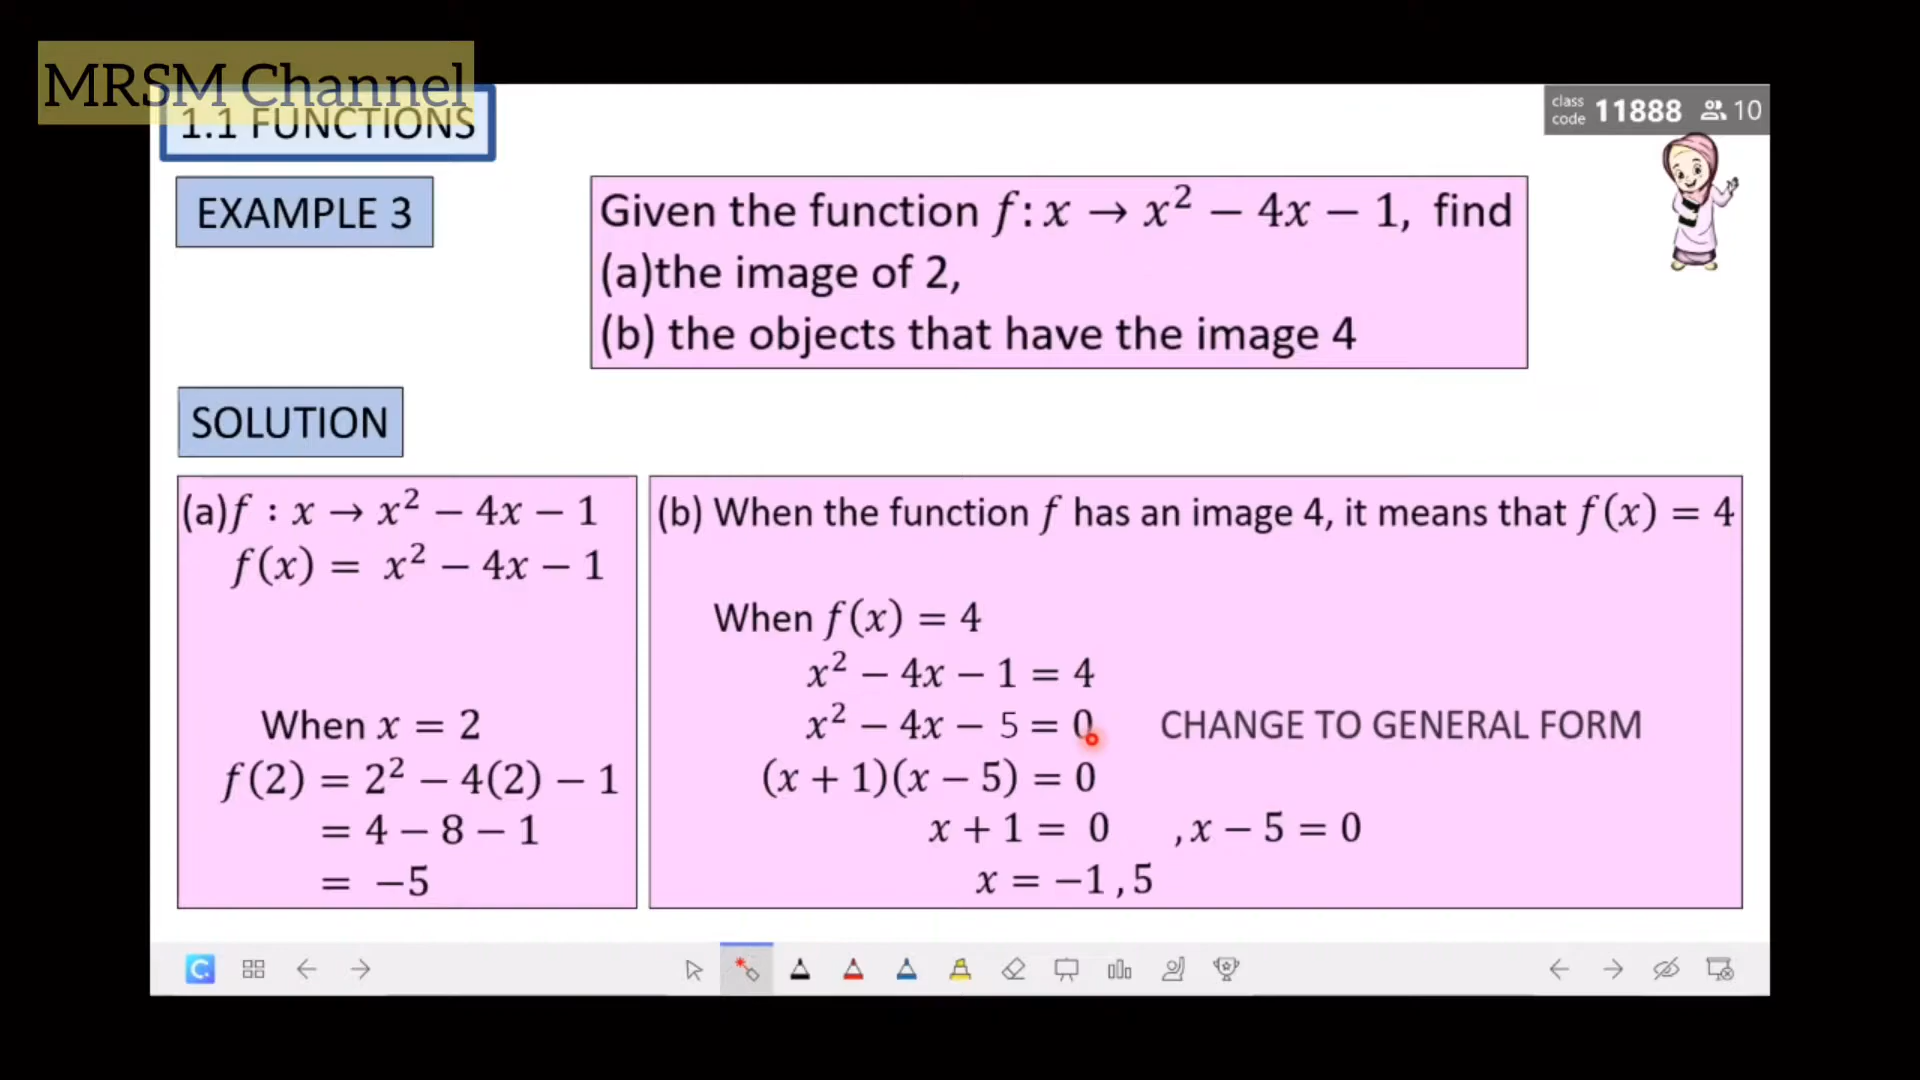 MRSM Channel
1.1 FUNCTIONS
class code 11888 10
EXAMPLE 3
Given the function f : x → x² − 4x − 1, find
(a)the image of 2,
(b) the objects that have the image 4
SOLUTION
(a)f : x → x² − 4x − 1
f(x) = x² − 4x − 1
When x = 2
f(2) = 2² − 4(2) − 1
= 4 − 8 − 1
= −5
(b) When the function f has an image 4, it means that f(x) = 4
When f(x) = 4
x² − 4x − 1 = 4
x² − 4x − 5 = 0 CHANGE TO GENERAL FORM
(x + 1)(x − 5) = 0
x + 1 = 0 , x − 5 = 0
x = −1 , 5